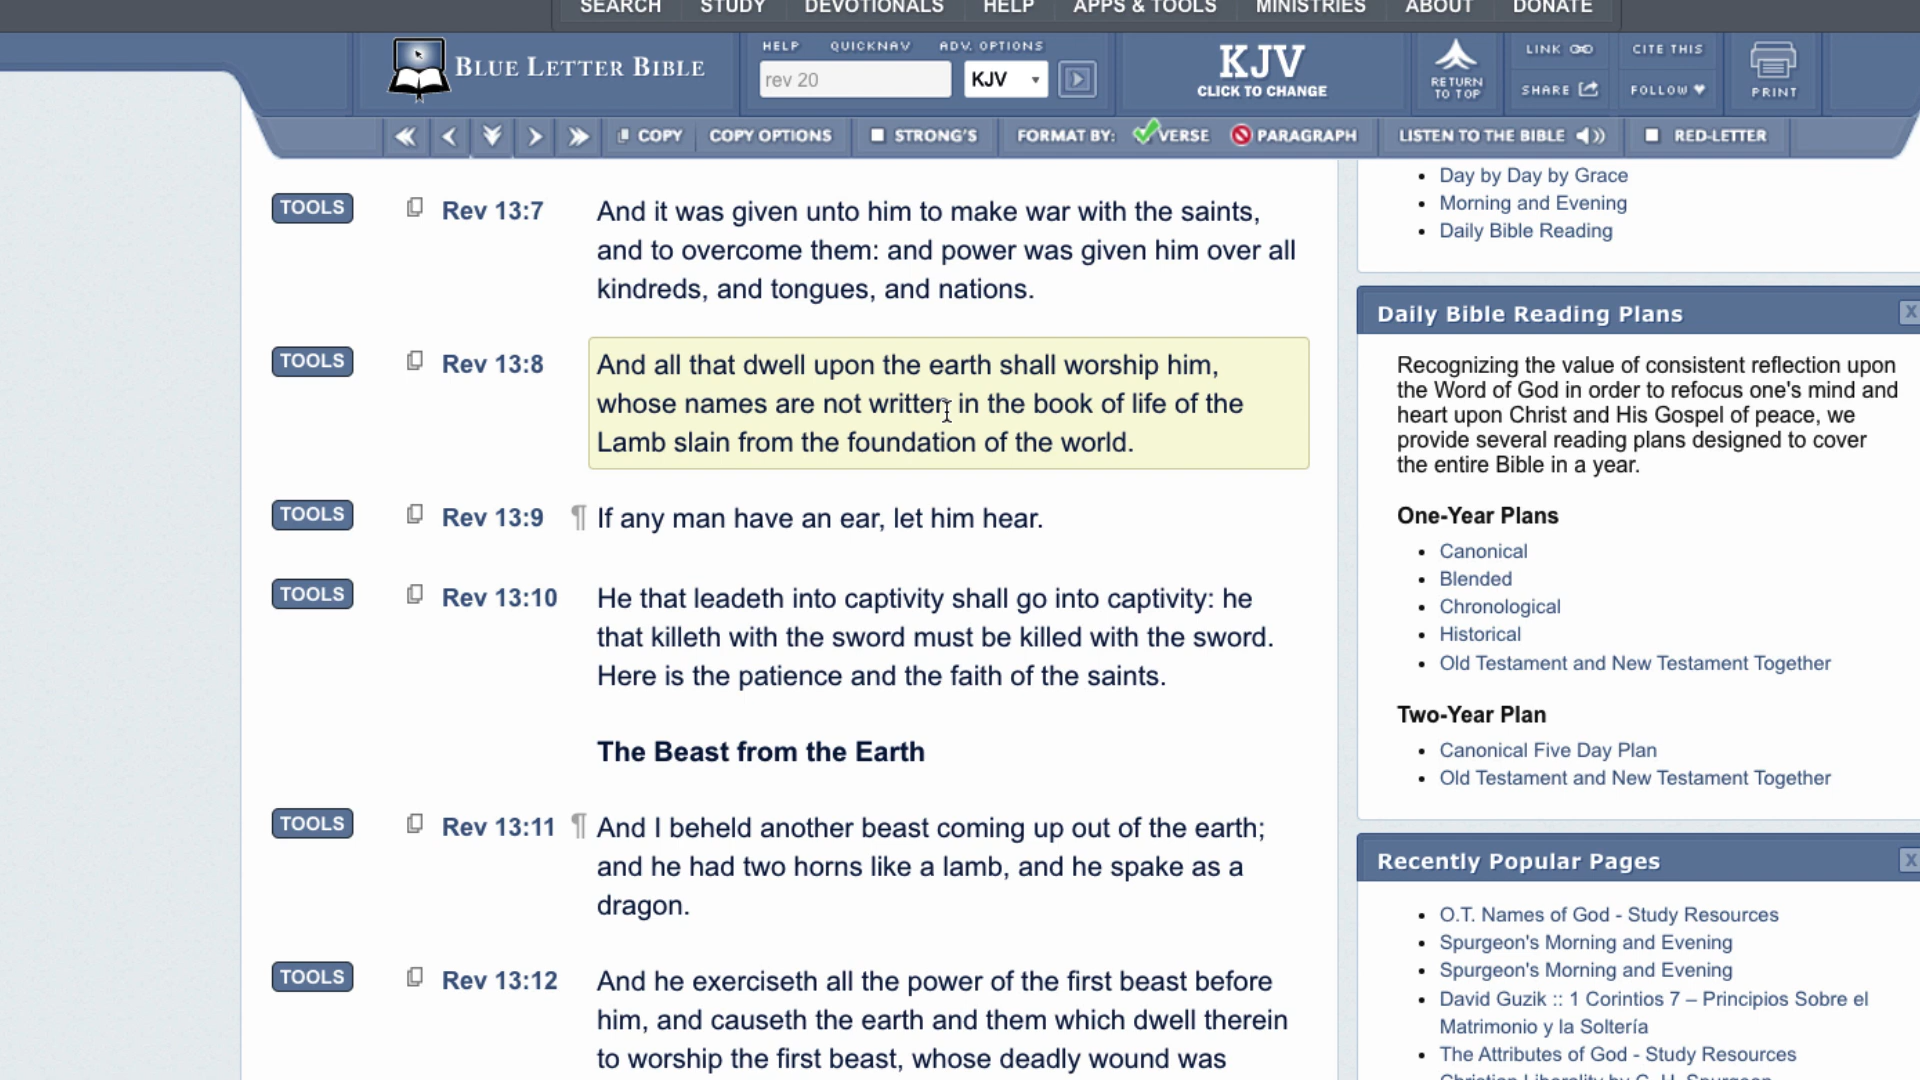 SEARCH STUDY DEVOTIONALS HELP APPS & TOOLS MINISTRIES ABOUT DONATE
BLUE LETTER BIBLE
HELP QUICKNAV ADV. OPTIONS
rev 20 KJV
KJV
CLICK TO CHANGE
RETURN
TO TOP
LINK
SHARE
CITE THIS
FOLLOW
PRINT
COPY COPY OPTIONS STRONG'S FORMAT BY: VERSE PARAGRAPH LISTEN TO THE BIBLE RED-LETTER
TOOLS Rev 13:7 And it was given unto him to make war with the saints,
and to overcome them: and power was given him over all
kindreds, and tongues, and nations.
TOOLS Rev 13:8 And all that dwell upon the earth shall worship him,
whose names are not written in the book of life of the
Lamb slain from the foundation of the world.
TOOLS Rev 13:9 ¶ If any man have an ear, let him hear.
TOOLS Rev 13:10 He that leadeth into captivity shall go into captivity: he
that killeth with the sword must be killed with the sword.
Here is the patience and the faith of the saints.
The Beast from the Earth
TOOLS Rev 13:11 ¶ And I beheld another beast coming up out of the earth;
and he had two horns like a lamb, and he spake as a
dragon.
TOOLS Rev 13:12 And he exerciseth all the power of the first beast before
him, and causeth the earth and them which dwell therein
to worship the first beast, whose deadly wound was
• Day by Day by Grace
• Morning and Evening
• Daily Bible Reading
Daily Bible Reading Plans X
Recognizing the value of consistent reflection upon
the Word of God in order to refocus one's mind and
heart upon Christ and His Gospel of peace, we
provide several reading plans designed to cover
the entire Bible in a year.
One-Year Plans
• Canonical
• Blended
• Chronological
• Historical
• Old Testament and New Testament Together
Two-Year Plan
• Canonical Five Day Plan
• Old Testament and New Testament Together
Recently Popular Pages X
• O.T. Names of God - Study Resources
• Spurgeon's Morning and Evening
• Spurgeon's Morning and Evening
• David Guzik :: 1 Corintios 7 – Principios Sobre el
Matrimonio y la Soltería
• The Attributes of God - Study Resources
Christian Liberality by C. H. Spurgeon